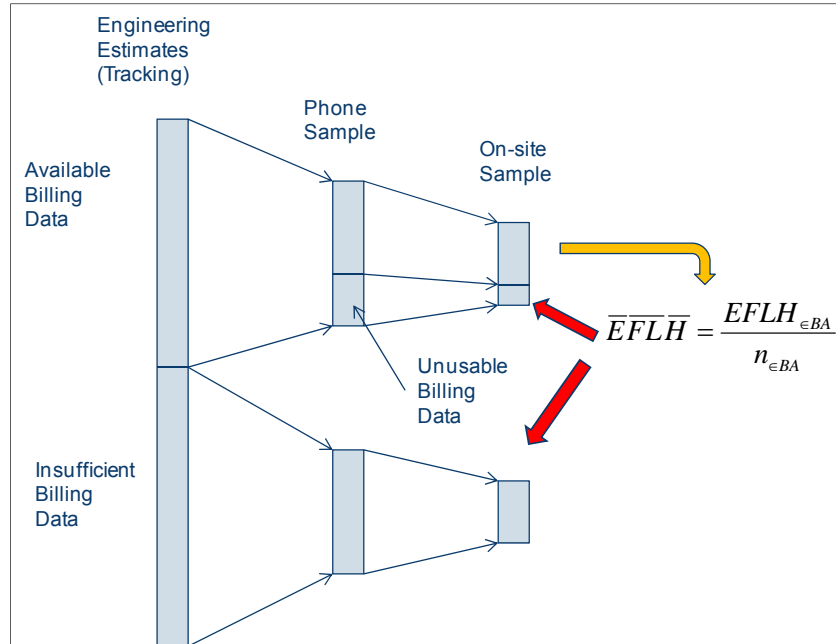 Engineering
Estimates
(Tracking)
Phone
Sample
On-site
Sample
Available
Billing
Data
E̅F̅L̅H̅ = EFLH∈BA / n∈BA
Unusable
Billing
Data
Insufficient
Billing
Data